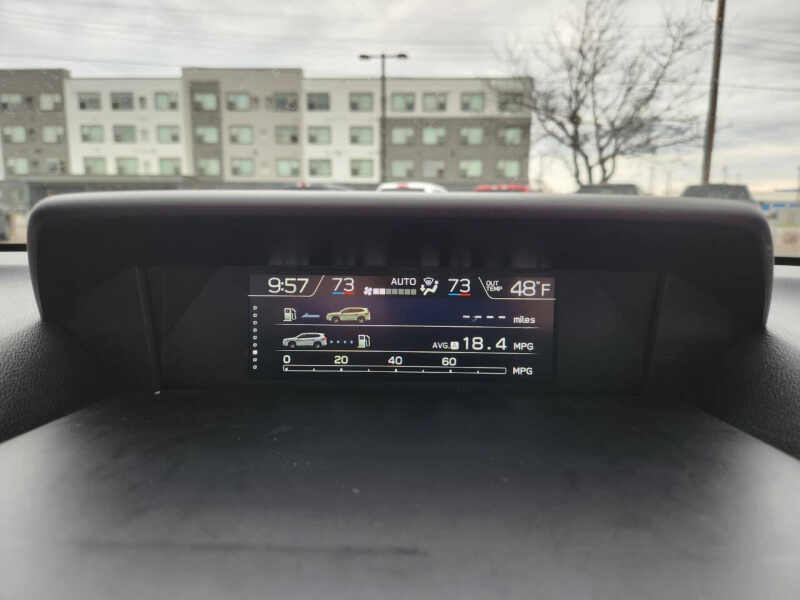 9:57 73 AUTO 73 OUT TEMP 48°F
---- miles
AVG. A 18.4 MPG
0 20 40 60
MPG